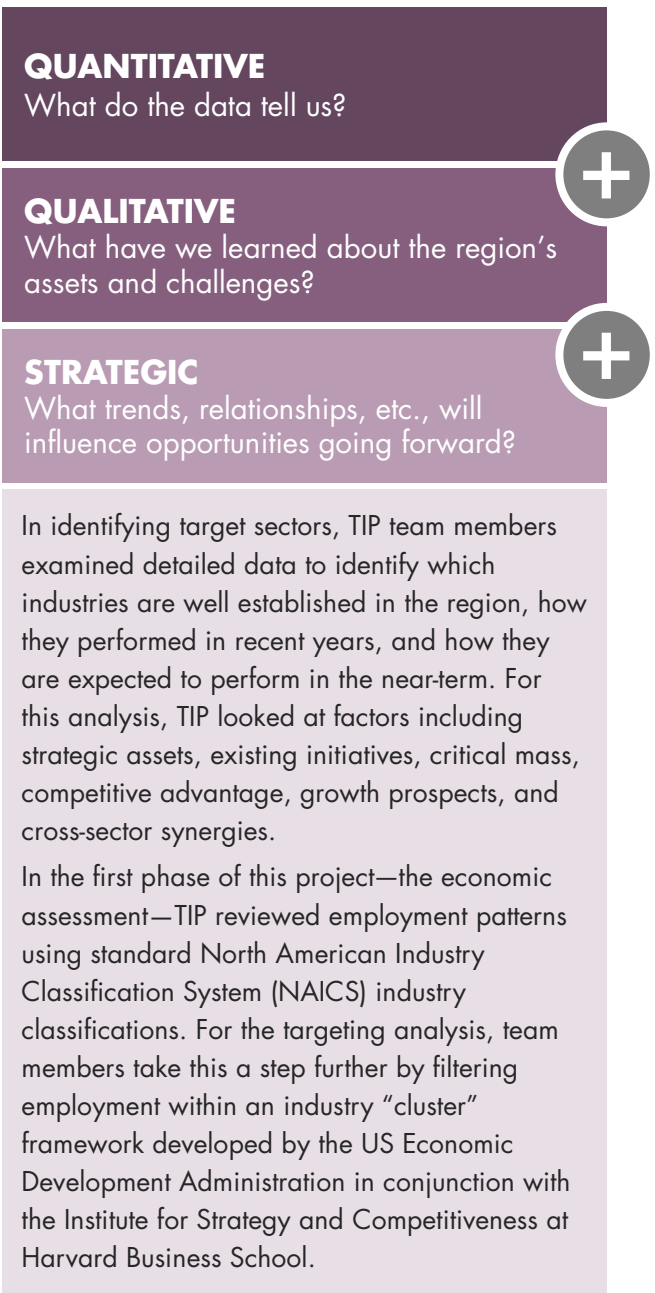 QUANTITATIVE
What do the data tell us?
+
QUALITATIVE
What have we learned about the region’s
assets and challenges?
+
STRATEGIC
What trends, relationships, etc., will
influence opportunities going forward?
In identifying target sectors, TIP team members
examined detailed data to identify which
industries are well established in the region, how
they performed in recent years, and how they
are expected to perform in the near-term. For
this analysis, TIP looked at factors including
strategic assets, existing initiatives, critical mass,
competitive advantage, growth prospects, and
cross-sector synergies.
In the first phase of this project—the economic
assessment—TIP reviewed employment patterns
using standard North American Industry
Classification System (NAICS) industry
classifications. For the targeting analysis, team
members take this a step further by filtering
employment within an industry “cluster”
framework developed by the US Economic
Development Administration in conjunction with
the Institute for Strategy and Competitiveness at
Harvard Business School.